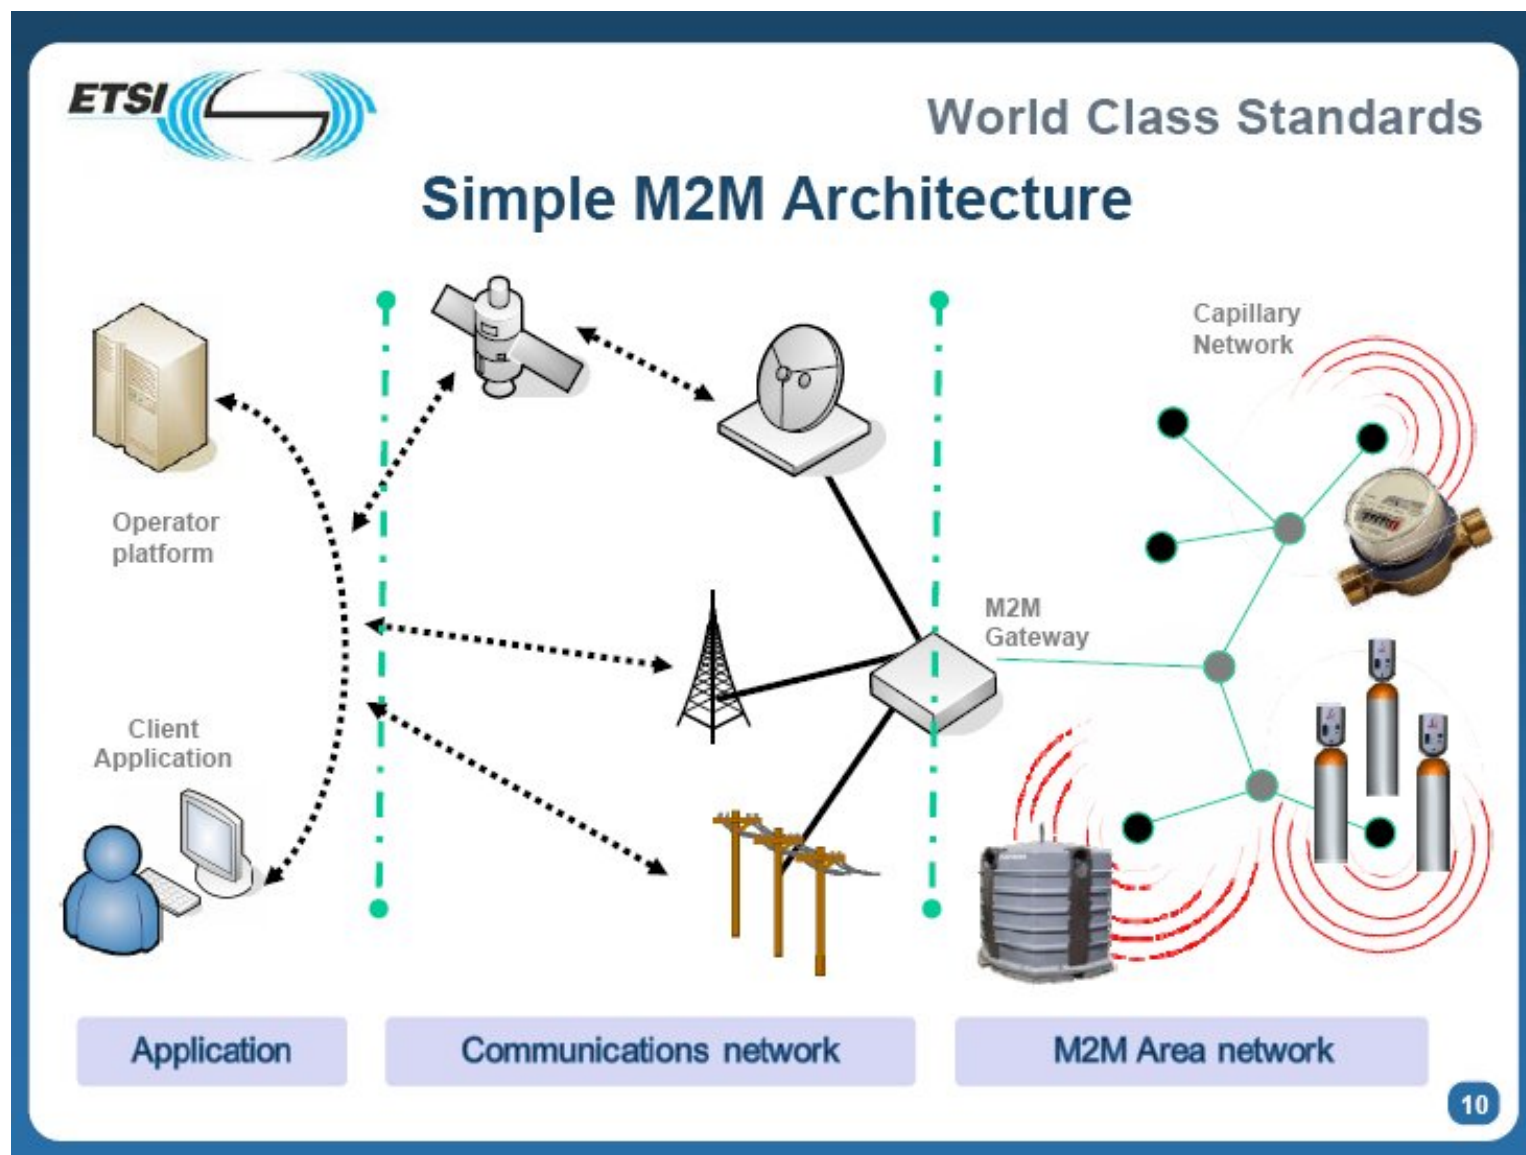 ETSI
World Class Standards
Simple M2M Architecture
Capillary
Network
Operator
platform
M2M
Gateway
Client
Application
Application
Communications network
M2M Area network
10